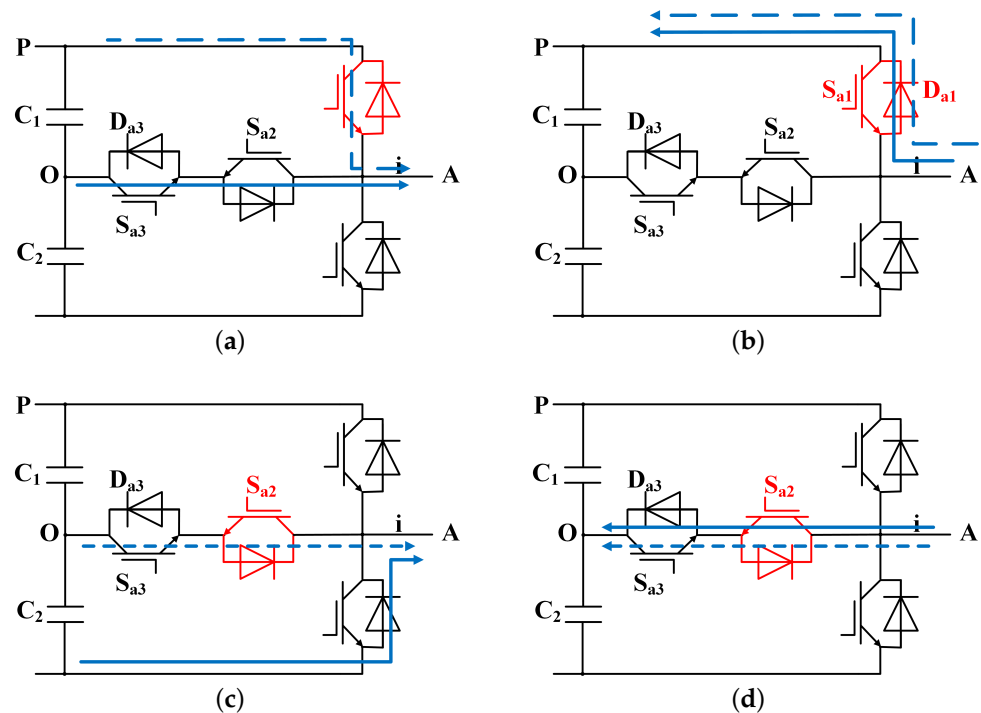 P
C₁
Dₐ₃
Sₐ₂
i
O
A
Sₐ₃
C₂
(a)
P
Sₐ₁
Dₐ₁
C₁
Dₐ₃
Sₐ₂
i
O
A
Sₐ₃
C₂
(b)
P
C₁
Dₐ₃
Sₐ₂
i
O
A
Sₐ₃
C₂
(c)
P
C₁
Dₐ₃
Sₐ₂
i
O
A
Sₐ₃
C₂
(d)